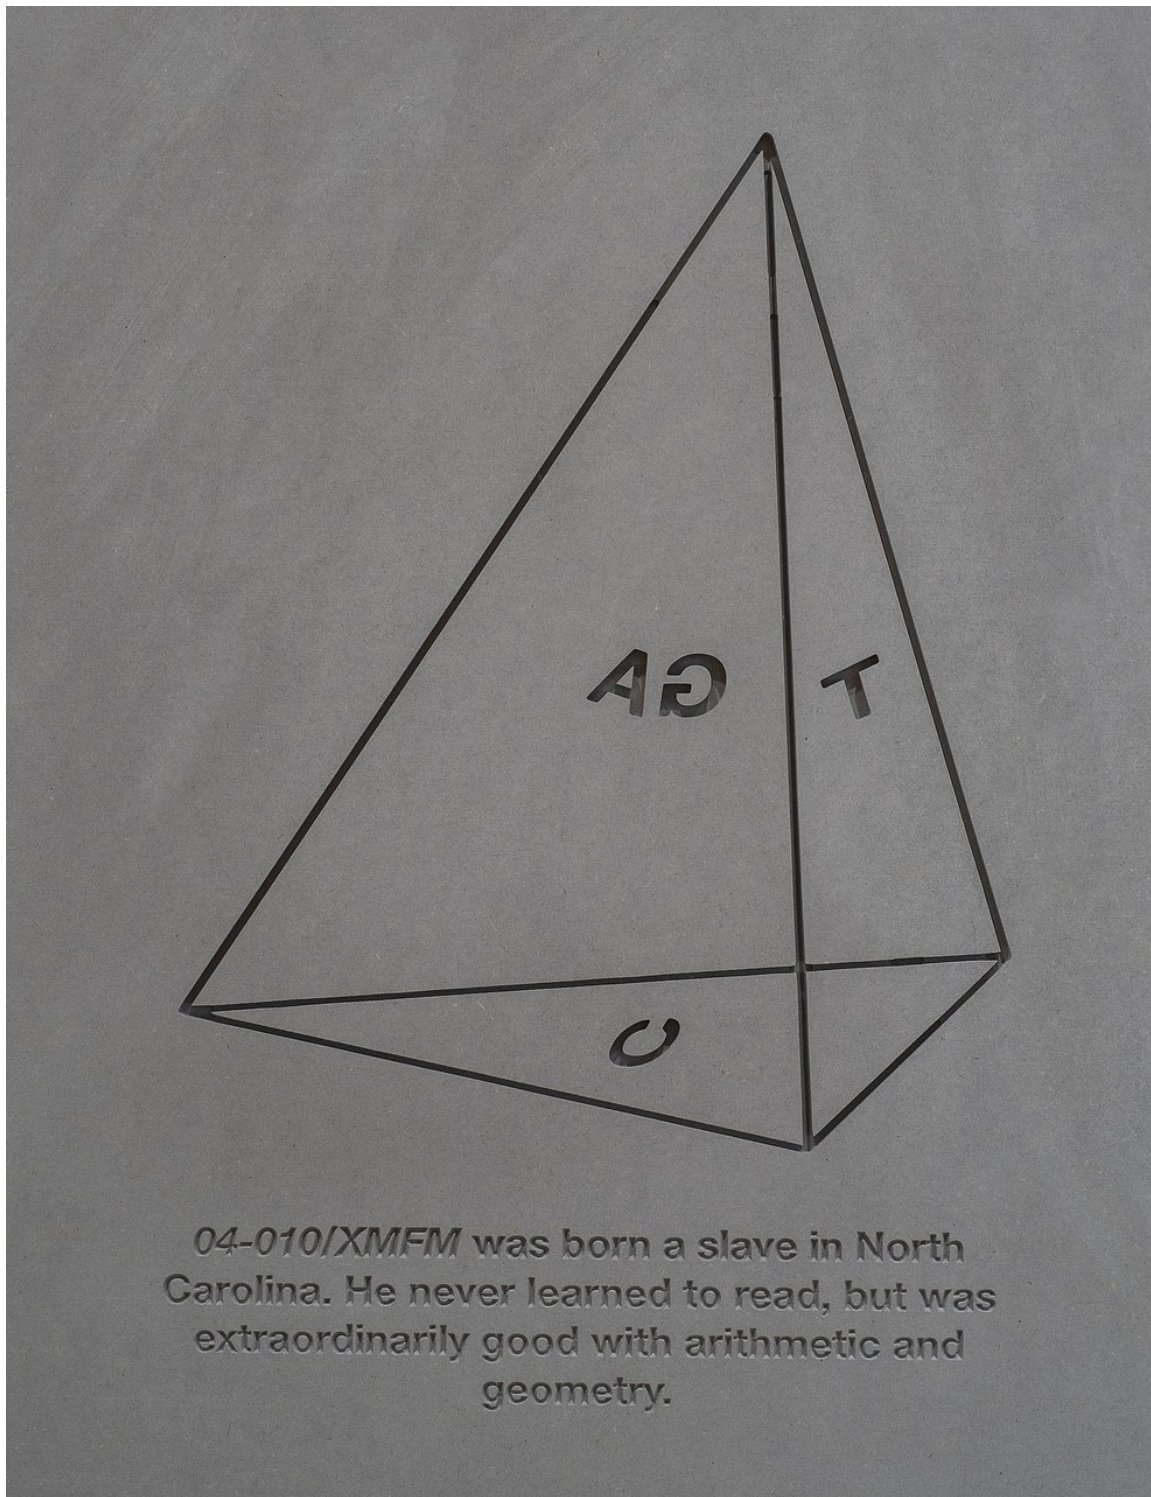 AG T
C
04-010/XMFM was born a slave in North
Carolina. He never learned to read, but was
extraordinarily good with arithmetic and
geometry.